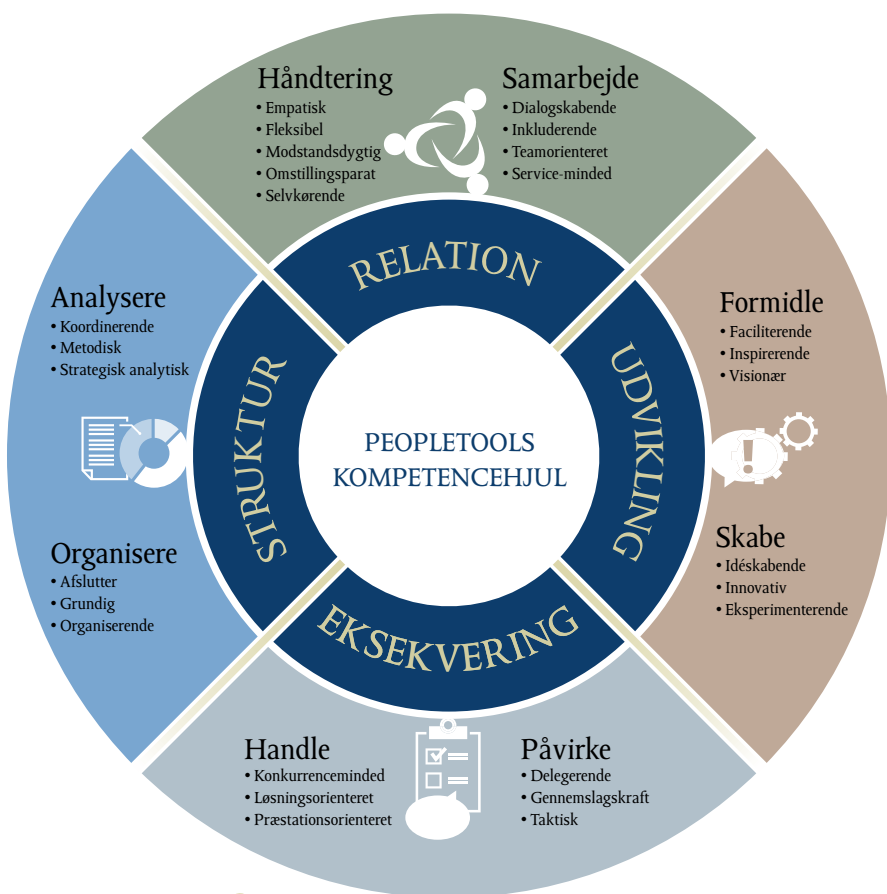 Håndtering
• Empatisk
• Fleksibel
• Modstandsdygtig
• Omstillingsparat
• Selvkørende
Samarbejde
• Dialogskabende
• Inkluderende
• Teamorienteret
• Service-minded
RELATION
Analysere
• Koordinerende
• Metodisk
• Strategisk analytisk
Organisere
• Afslutter
• Grundig
• Organiserende
STRUKTUR
PEOPLETOOLS
KOMPETENCEHJUL
UDVIKLING
Formidle
• Faciliterende
• Inspirerende
• Visionær
Skabe
• Idéskabende
• Innovativ
• Eksperimenterende
EKSEKVERING
Handle
• Konkurrenceminded
• Løsningsorienteret
• Præstationsorienteret
Påvirke
• Delegerende
• Gennemslagskraft
• Taktisk